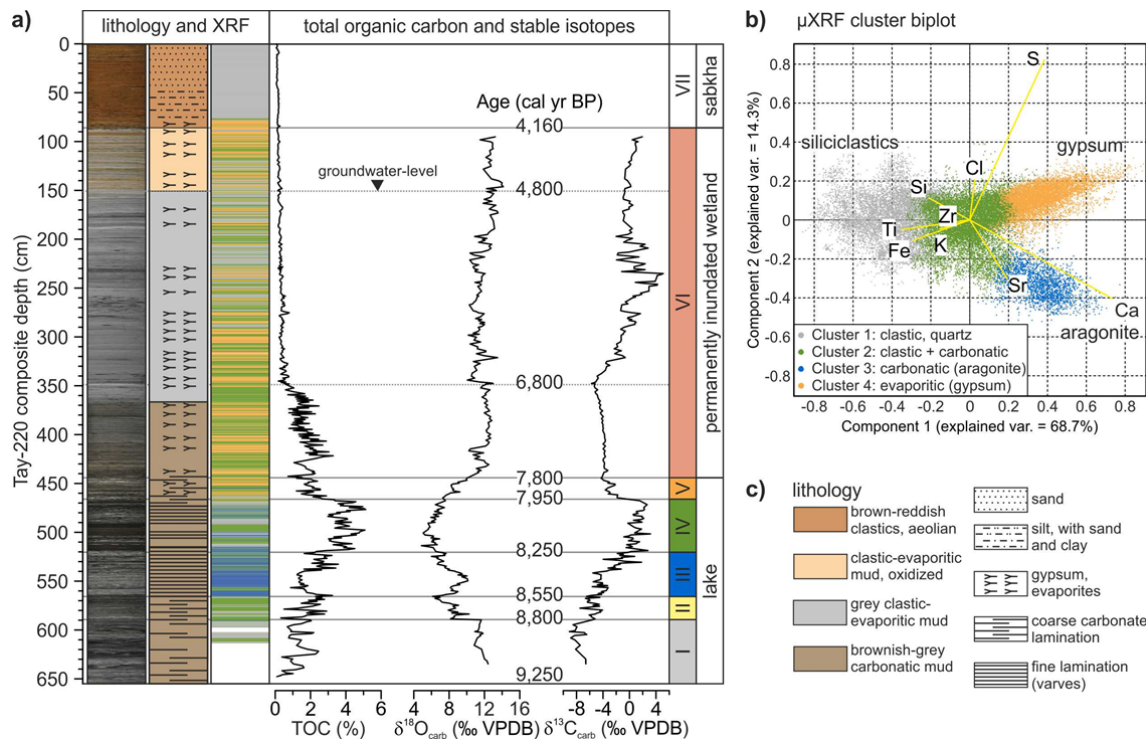 a)
lithology and XRF
total organic carbon and stable isotopes
Tay-220 composite depth (cm)
0
50
100
150
200
250
300
350
400
450
500
550
600
650
groundwater-level
Age (cal yr BP)
4,160
4,800
6,800
7,800
7,950
8,250
8,550
8,800
9,250
VII
VI
V
IV
III
II
I
sabkha
permanently inundated wetland
lake
0 2 4 6
TOC (%)
4 8 12 16
δ18Ocarb (‰ VPDB)
-8 -4 0 4
δ13Ccarb (‰ VPDB)
b)
µXRF cluster biplot
Component 2 (explained var. = 14.3%)
0.8
0.6
0.4
0.2
0
-0.2
-0.4
-0.6
-0.8
S
siliciclastics
gypsum
Cl
Si
Zr
Ti
K
Fe
Sr
Ca
aragonite
Cluster 1: clastic, quartz
Cluster 2: clastic + carbonatic
Cluster 3: carbonatic (aragonite)
Cluster 4: evaporitic (gypsum)
-0.8 -0.6 -0.4 -0.2 0 0.2 0.4 0.6 0.8
Component 1 (explained var. = 68.7%)
c)
lithology
brown-reddish
clastics, aeolian
clastic-evaporitic
mud, oxidized
grey clastic-
evaporitic mud
brownish-grey
carbonatic mud
sand
silt, with sand
and clay
gypsum,
evaporites
coarse carbonate
lamination
fine lamination
(varves)